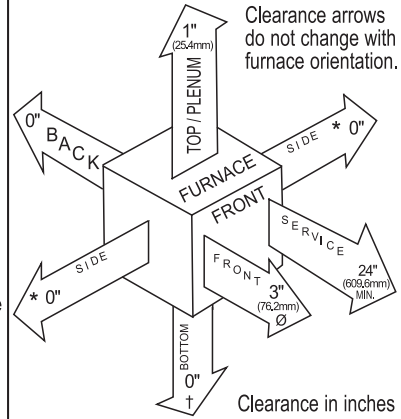 Clearance arrows
do not change with
furnace orientation.
1"
(25.4mm)
TOP / PLENUM
0"
BACK
SIDE * 0"
FURNACE
FRONT
SERVICE
24"
(609.6mm)
MIN.
SIDE
* 0"
FRONT
3"
(76.2mm)
Ø
BOTTOM
0"
†
e
Clearance in inches